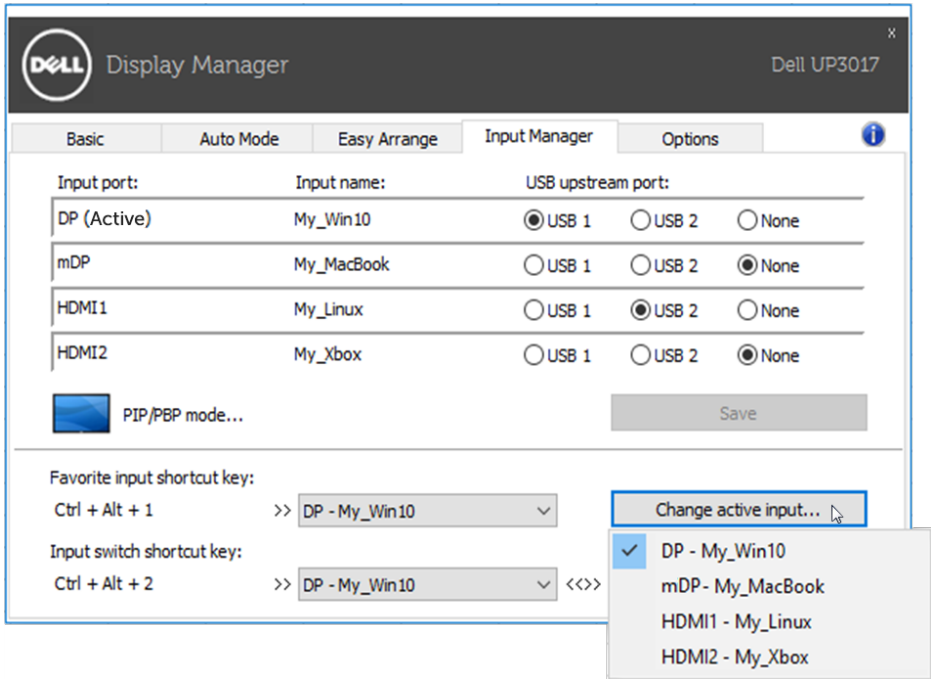 X
DELL Display Manager Dell UP3017
Basic Auto Mode Easy Arrange Input Manager Options i
Input port: Input name: USB upstream port:
DP (Active) My_Win10 USB 1 USB 2 None
mDP My_MacBook USB 1 USB 2 None
HDMI1 My_Linux USB 1 USB 2 None
HDMI2 My_Xbox USB 1 USB 2 None
PIP/PBP mode... Save
Favorite input shortcut key:
Ctrl + Alt + 1 >> DP - My_Win10 Change active input...
Input switch shortcut key:
Ctrl + Alt + 2 >> DP - My_Win10 <<>>
DP - My_Win10
mDP- My_MacBook
HDMI1 - My_Linux
HDMI2 - My_Xbox